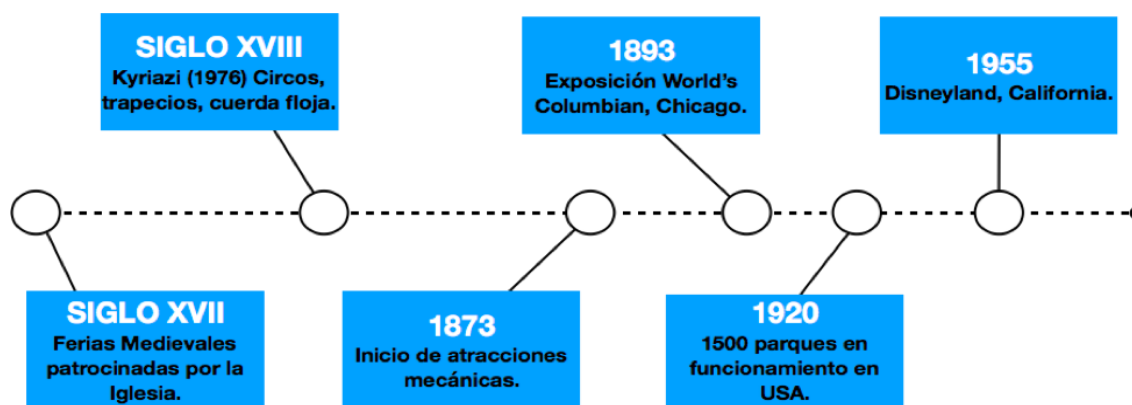 SIGLO XVIII
Kyriazi (1976) Circos,
trapecios, cuerda floja.
1893
Exposición World's
Columbian, Chicago.
1955
Disneyland, California.
SIGLO XVII
Ferias Medievales
patrocinadas por la
Iglesia.
1873
Inicio de atracciones
mecánicas.
1920
1500 parques en
funcionamiento en
USA.